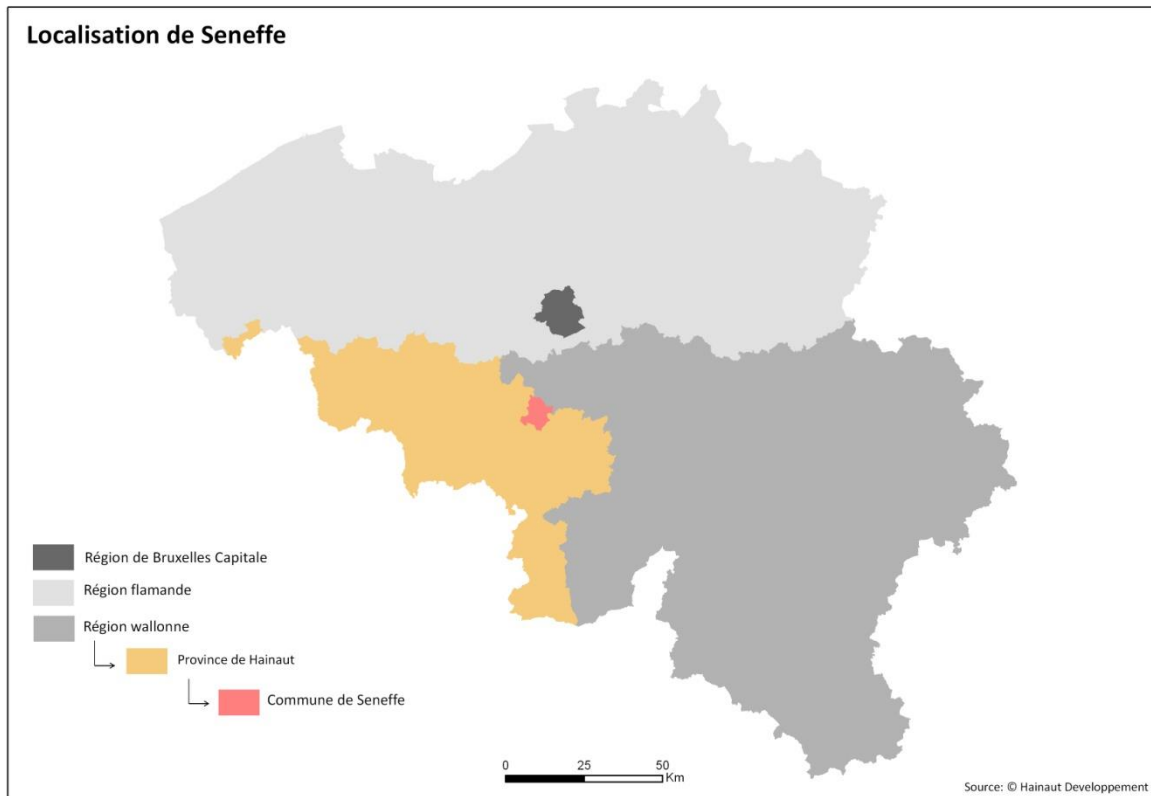 Localisation de Seneffe
Région de Bruxelles Capitale
Région flamande
Région wallonne
Province de Hainaut
Commune de Seneffe
0 25 50
Km
Source: © Hainaut Developpement